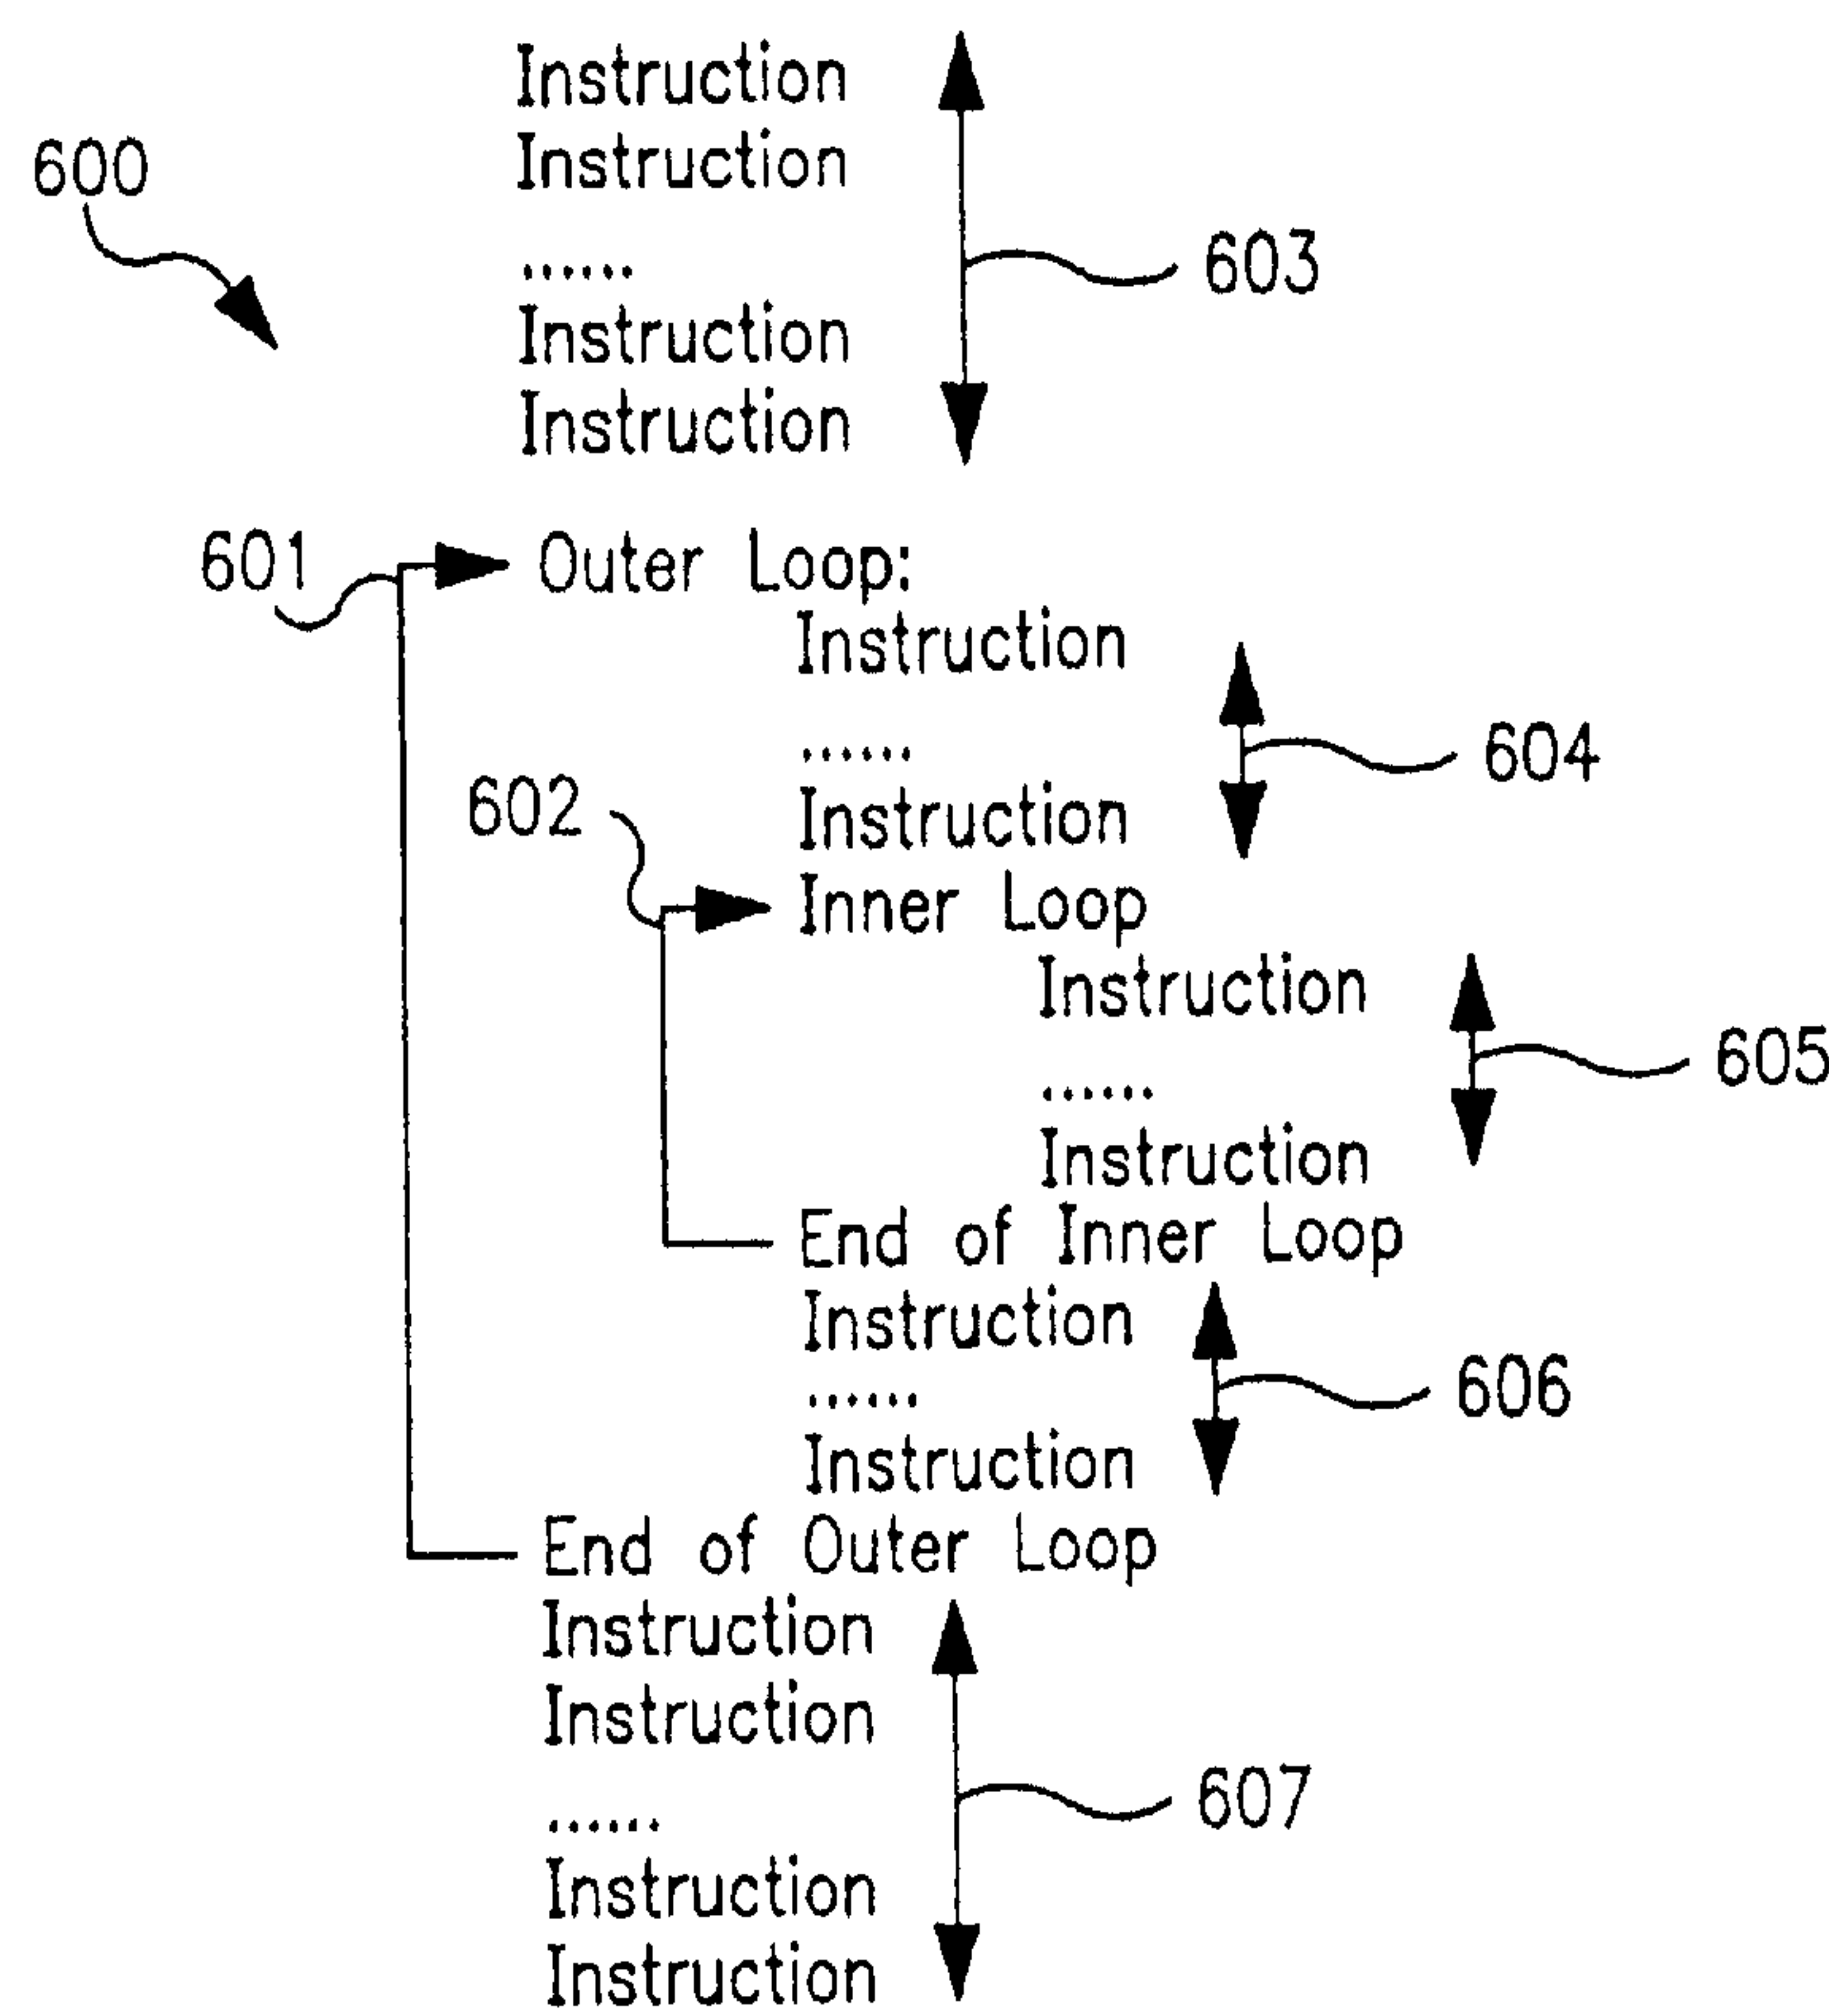 Instruction
600 Instruction
...... 603
Instruction
Instruction
601 Outer Loop:
Instruction
...... 604
602 Instruction
Inner Loop
Instruction
...... 605
Instruction
End of Inner Loop
Instruction
...... 606
Instruction
End of Outer Loop
Instruction
Instruction
...... 607
Instruction
Instruction